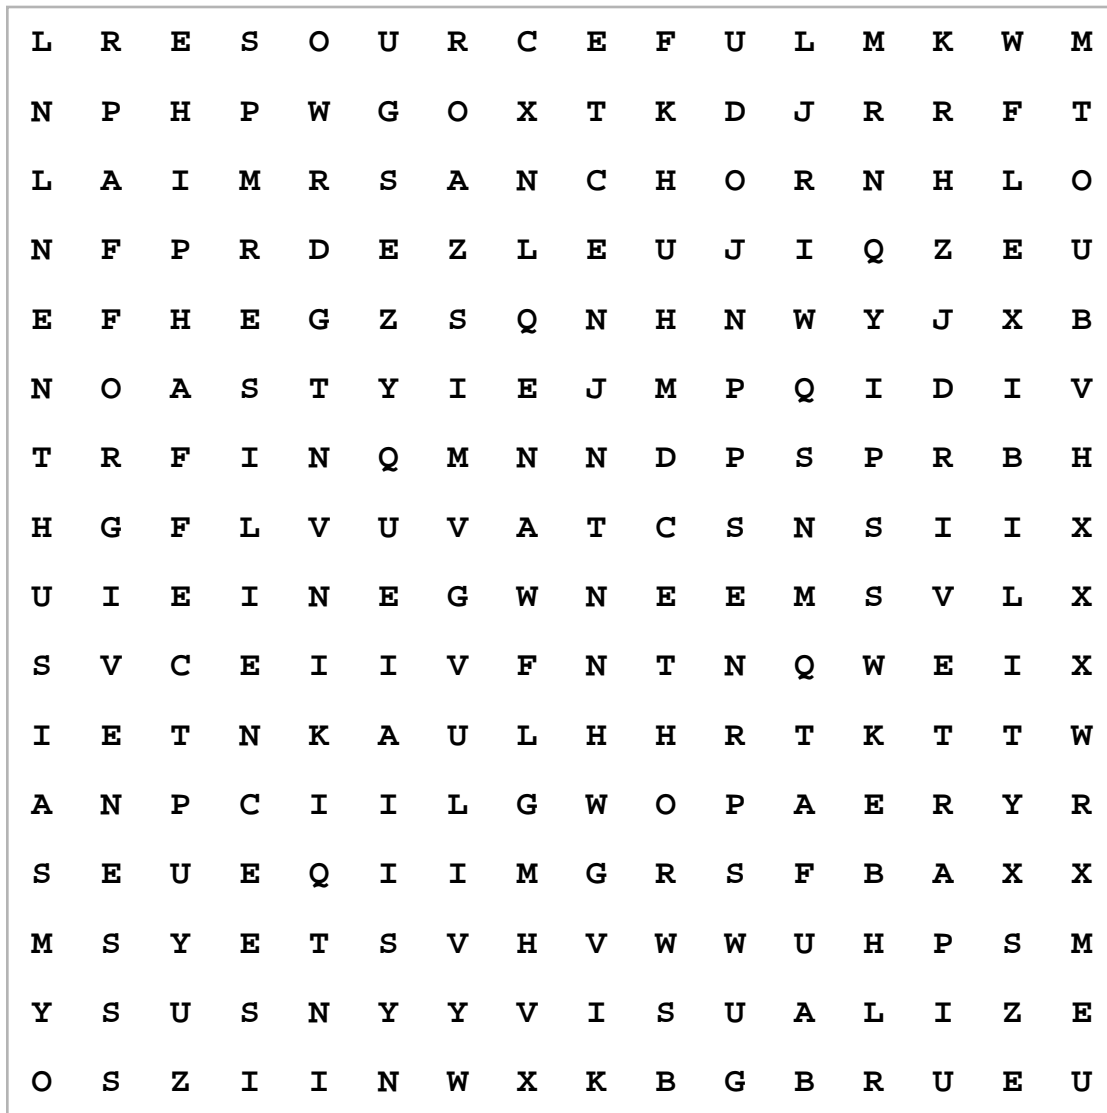 L R E S O U R C E F U L M K W M
N P H P W G O X T K D J R R F T
L A I M R S A N C H O R N H L O
N F P R D E Z L E U J I Q Z E U
E F H E G Z S Q N H N W Y J X B
N O A S T Y I E J M P Q I D I V
T R F I N Q M N N D P S P R B H
H G F L V U V A T C S N S I I X
U I E I N E G W N E E M S V L X
S V C E I I V F N T N Q W E I X
I E T N K A U L H H R T K T T W
A N P C I I L G W O P A E R Y R
S E U E Q I I M G R S F B A X X
M S Y E T S V H V W W U H P S M
Y S U S N Y Y V I S U A L I Z E
O S Z I I N W X K B G B R U E U